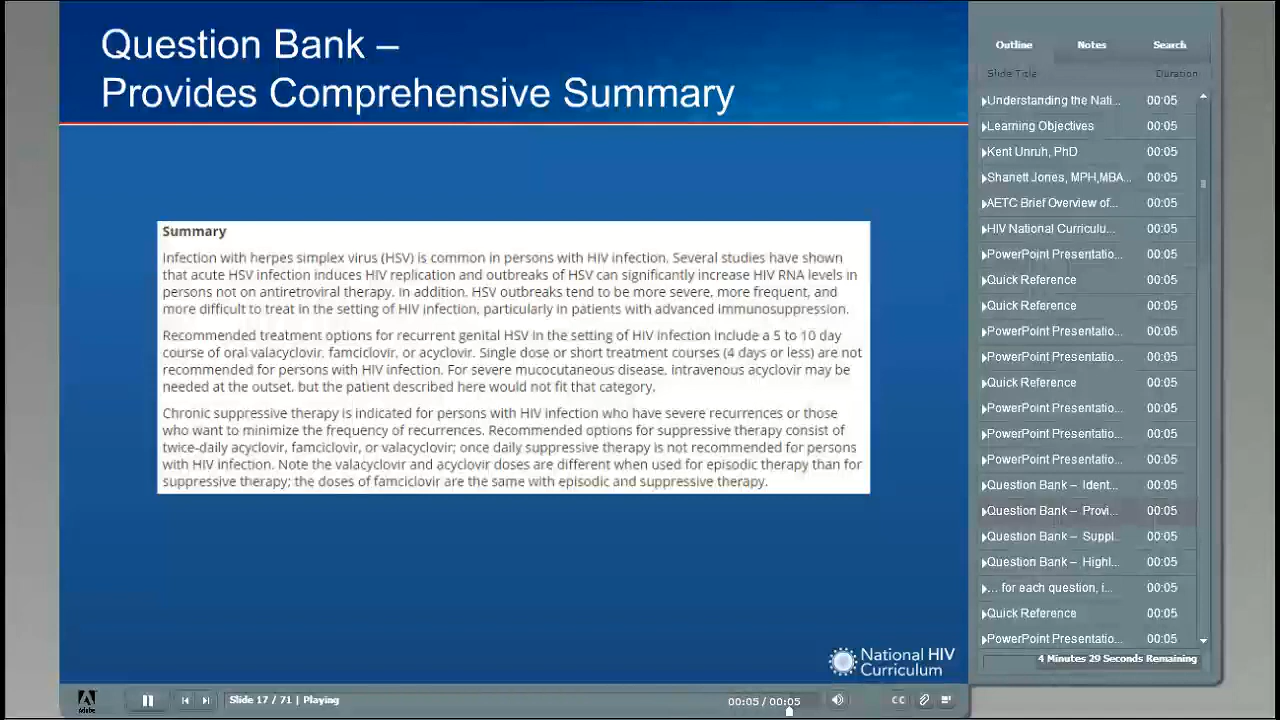 Question Bank –
Provides Comprehensive Summary
Summary
Infection with herpes simplex virus (HSV) is common in persons with HIV infection. Several studies have shown
that acute HSV infection induces HIV replication and outbreaks of HSV can significantly increase HIV RNA levels in
persons not on antiretroviral therapy. In addition, HSV outbreaks tend to be more severe, more frequent, and
more difficult to treat in the setting of HIV infection, particularly in patients with advanced immunosuppression.
Recommended treatment options for recurrent genital HSV in the setting of HIV infection include a 5 to 10 day
course of oral valacyclovir, famciclovir, or acyclovir. Single dose or short treatment courses (4 days or less) are not
recommended for persons with HIV infection. For severe mucocutaneous disease, intravenous acyclovir may be
needed at the outset, but the patient described here would not fit that category.
Chronic suppressive therapy is indicated for persons with HIV infection who have severe recurrences or those
who want to minimize the frequency of recurrences. Recommended options for suppressive therapy consist of
twice-daily acyclovir, famciclovir, or valacyclovir; once daily suppressive therapy is not recommended for persons
with HIV infection. Note the valacyclovir and acyclovir doses are different when used for episodic therapy than for
suppressive therapy; the doses of famciclovir are the same with episodic and suppressive therapy.
National HIV
Curriculum
Adobe
Slide 17 / 71 | Playing
00:05 / 00:05
CC
Outline Notes Search
Slide Title Duration
Understanding the Nati... 00:05
Learning Objectives 00:05
Kent Unruh, PhD 00:05
Shanett Jones, MPH,MBA... 00:05
AETC Brief Overview of... 00:05
HIV National Curriculu... 00:05
PowerPoint Presentatio... 00:05
Quick Reference 00:05
Quick Reference 00:05
PowerPoint Presentatio... 00:05
PowerPoint Presentatio... 00:05
Quick Reference 00:05
PowerPoint Presentatio... 00:05
PowerPoint Presentatio... 00:05
PowerPoint Presentatio... 00:05
Question Bank – Ident... 00:05
Question Bank – Provi... 00:05
Question Bank – Suppl... 00:05
Question Bank – Highl... 00:05
... for each question, i... 00:05
Quick Reference 00:05
PowerPoint Presentatio... 00:05
4 Minutes 29 Seconds Remaining